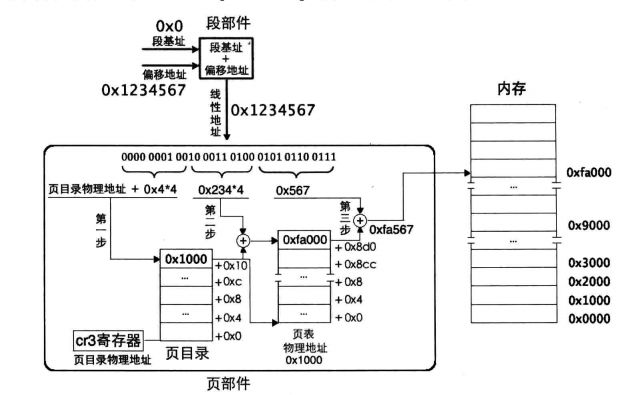 0x0
段部件
段基址
段基址
+
偏移地址
偏移地址
0x1234567
线性地址
0x1234567
内存
0000 0001 0010 0011 0100 0101 0110 0111
页目录物理地址 + 0x4*4
0x234*4
0x567
第一步
第二步
第三步
0xfa567
0x1000
+0x10
...
+0xc
+0x8
...
+0x4
+0x0
cr3寄存器
页目录物理地址
页目录
0xfa000
+0x8d0
+0x8cc
...
+0x8
+0x4
...
+0x0
页表
物理地址
0x1000
页部件
0xfa000
...
0x9000
...
0x3000
0x2000
0x1000
0x0000